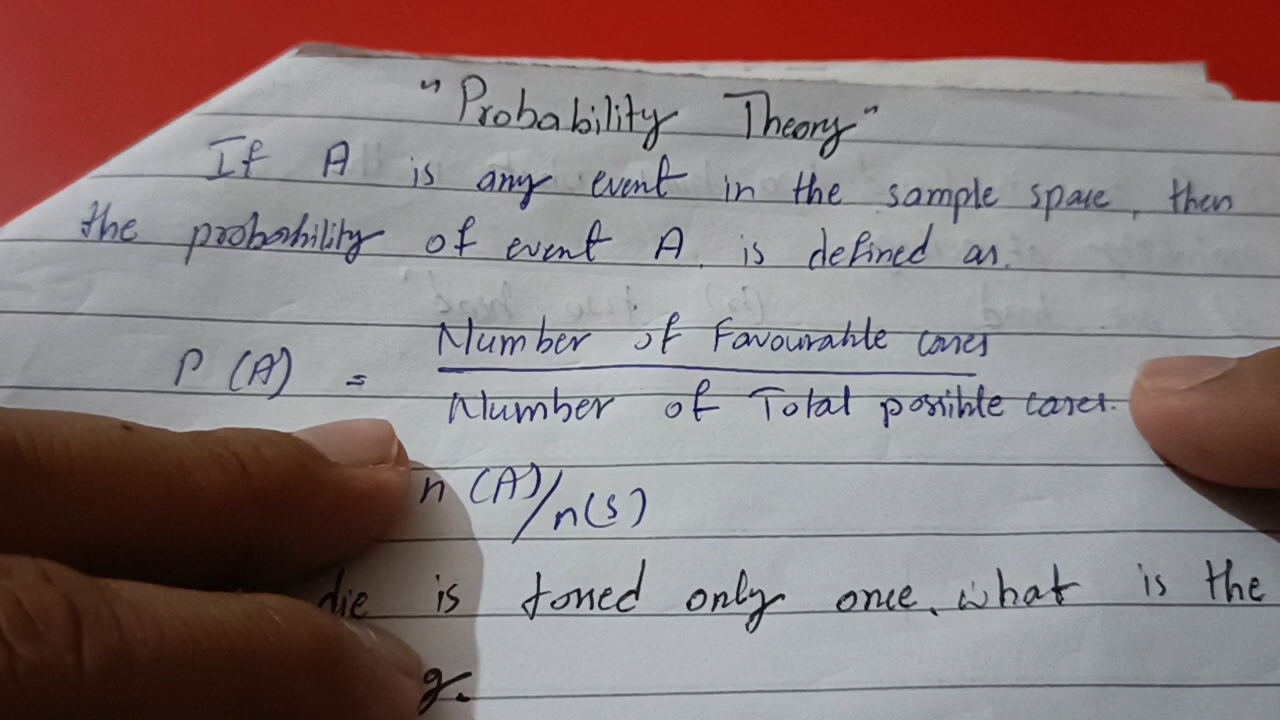 "Probability Theory"
If A is any event in the sample space, then
the probability of event A is defined as.
P(A) = Number of Favourable cases
Number of Total possible cases.
n(A)/n(S)
die is tossed only once. what is the
g.